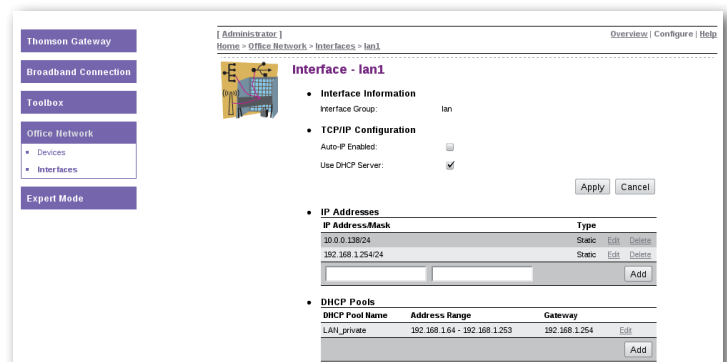 Thomson Gateway
Broadband Connection
Toolbox
Office Network
Devices
Interfaces
Expert Mode
[ Administrator ]
Overview | Configure | Help
Home > Office Network > Interfaces > lan1
Interface - lan1
Interface Information
Interface Group: lan
TCP/IP Configuration
Auto-IP Enabled:
Use DHCP Server:
Apply Cancel
IP Addresses
IP Address/Mask Type
10.0.0.138/24 Static Edit Delete
192.168.1.254/24 Static Edit Delete
Add
DHCP Pools
DHCP Pool Name Address Range Gateway
LAN_private 192.168.1.64 - 192.168.1.253 192.168.1.254 Edit
Add